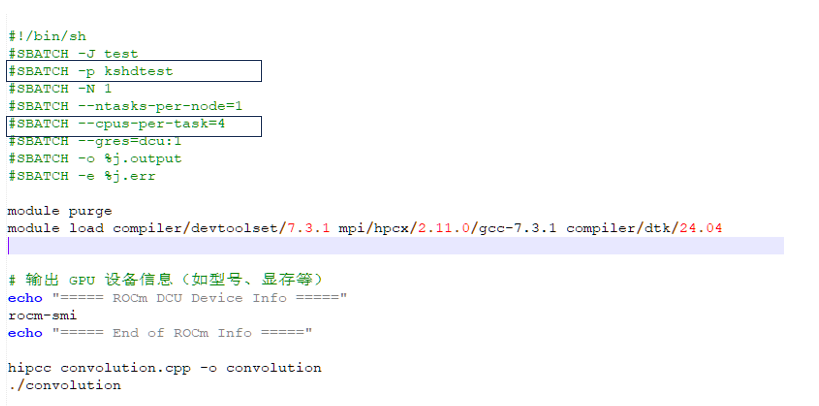 #!/bin/sh
#SBATCH -J test
#SBATCH -p kshdtest
#SBATCH -N 1
#SBATCH --ntasks-per-node=1
#SBATCH --cpus-per-task=4
#SBATCH --gres=dcu:1
#SBATCH -o %j.output
#SBATCH -e %j.err
module purge
module load compiler/devtoolset/7.3.1 mpi/hpcx/2.11.0/gcc-7.3.1 compiler/dtk/24.04
# 输出 GPU 设备信息（如型号、显存等）
echo "===== ROCm DCU Device Info ====="
rocm-smi
echo "===== End of ROCm Info ====="
hipcc convolution.cpp -o convolution
./convolution